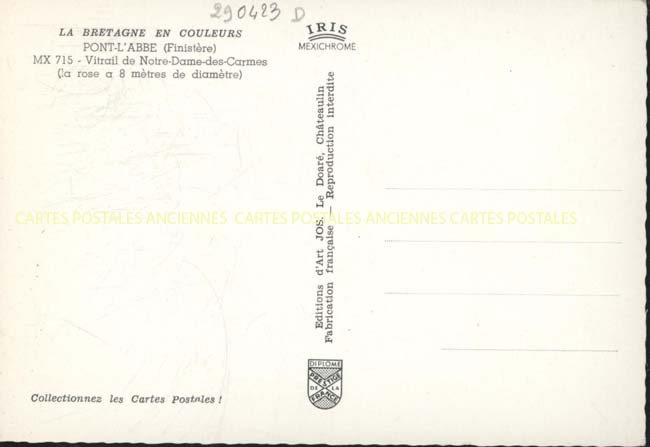 290423 D
LA BRETAGNE EN COULEURS
PONT-L'ABBE (Finistère)
MX 715 - Vitrail de Notre-Dame-des-Carmes
(la rose a 8 mètres de diamètre)
IRIS
MEXICHROME
Editions d'Art JOS. Le Doaré, Châteaulin
Fabrication française — Reproduction interdite
CARTES POSTALES ANCIENNES CARTES POSTALES ANCIENNES CARTES POSTALES
DIPLOME
PRESTIGE
DE LA
FRANCE
Collectionnez les Cartes Postales !